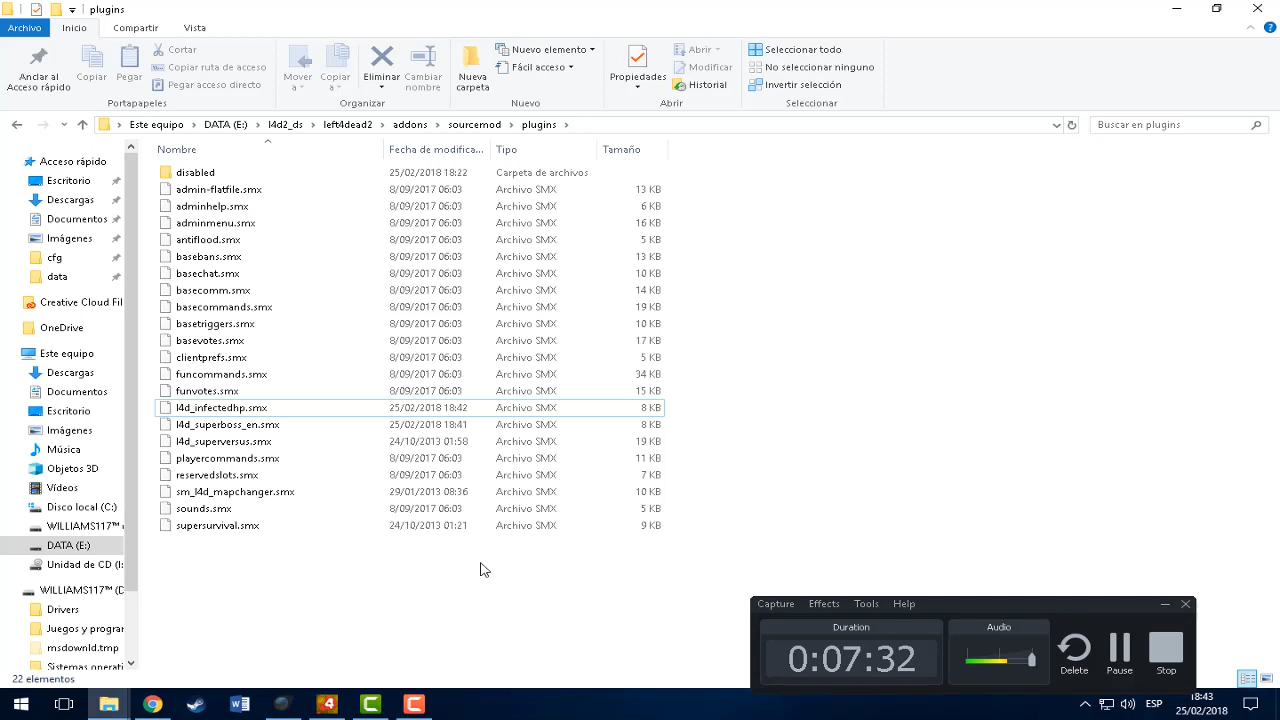 plugins
Archivo Inicio Compartir Vista
Anclar al Acceso rápido
Copiar
Pegar
Cortar
Copiar ruta de acceso
Pegar acceso directo
Portapapeles
Mover a
Copiar a
Eliminar
Cambiar nombre
Organizar
Nueva carpeta
Nuevo elemento
Fácil acceso
Nuevo
Propiedades
Abrir
Modificar
Historial
Abrir
Seleccionar todo
No seleccionar ninguno
Invertir selección
Seleccionar
Este equipo > DATA (E:) > l4d2_ds > left4dead2 > addons > sourcemod > plugins >
Buscar en plugins
Acceso rápido
Escritorio
Descargas
Documentos
Imágenes
cfg
data
Creative Cloud Fil
OneDrive
Este equipo
Descargas
Documentos
Escritorio
Imágenes
Música
Objetos 3D
Vídeos
Disco local (C:)
WILLIAMS117™
DATA (E:)
Unidad de CD (I:
WILLIAMS117™ (D
Drivers
Juegos y progra
msdownld.tmp
Sistemas operati
Nombre Fecha de modifica... Tipo Tamaño
disabled 25/02/2018 18:22 Carpeta de archivos
admin-flatfile.smx 8/09/2017 06:03 Archivo SMX 13 KB
adminhelp.smx 8/09/2017 06:03 Archivo SMX 6 KB
adminmenu.smx 8/09/2017 06:03 Archivo SMX 16 KB
antiflood.smx 8/09/2017 06:03 Archivo SMX 5 KB
basebans.smx 8/09/2017 06:03 Archivo SMX 13 KB
basechat.smx 8/09/2017 06:03 Archivo SMX 10 KB
basecomm.smx 8/09/2017 06:03 Archivo SMX 14 KB
basecommands.smx 8/09/2017 06:03 Archivo SMX 19 KB
basetriggers.smx 8/09/2017 06:03 Archivo SMX 10 KB
basevotes.smx 8/09/2017 06:03 Archivo SMX 17 KB
clientprefs.smx 8/09/2017 06:03 Archivo SMX 5 KB
funcommands.smx 8/09/2017 06:03 Archivo SMX 34 KB
funvotes.smx 8/09/2017 06:03 Archivo SMX 15 KB
l4d_infectedhp.smx 25/02/2018 18:42 Archivo SMX 8 KB
l4d_superboss_en.smx 25/02/2018 18:41 Archivo SMX 8 KB
l4d_superversus.smx 24/10/2013 01:58 Archivo SMX 19 KB
playercommands.smx 8/09/2017 06:03 Archivo SMX 11 KB
reservedslots.smx 8/09/2017 06:03 Archivo SMX 7 KB
sm_l4d_mapchanger.smx 29/01/2013 08:36 Archivo SMX 10 KB
sounds.smx 8/09/2017 06:03 Archivo SMX 5 KB
supersurvival.smx 24/10/2013 01:21 Archivo SMX 9 KB
Capture Effects Tools Help
Duration Audio
0:07:32
Delete Pause Stop
22 elementos
ESP
18:43
25/02/2018